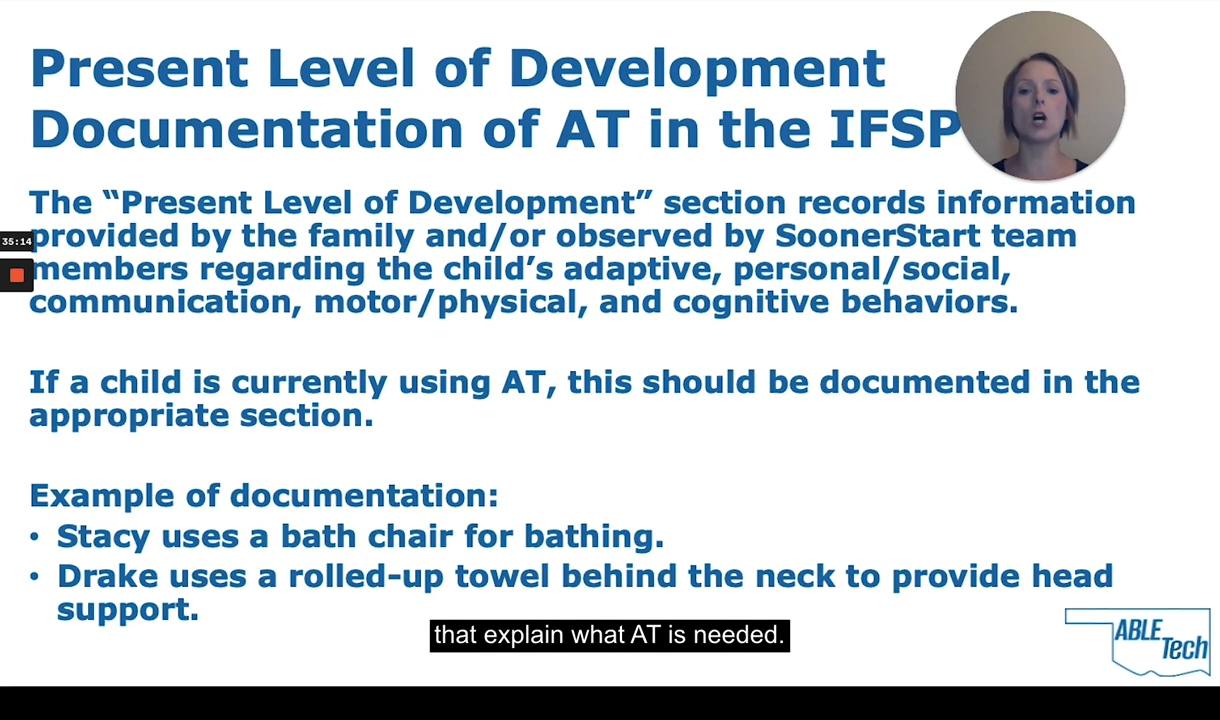 Present Level of Development
Documentation of AT in the IFSP
The “Present Level of Development” section records information
35:14
provided by the family and/or observed by SoonerStart team
members regarding the child’s adaptive, personal/social,
communication, motor/physical, and cognitive behaviors.
If a child is currently using AT, this should be documented in the
appropriate section.
Example of documentation:
• Stacy uses a bath chair for bathing.
• Drake uses a rolled-up towel behind the neck to provide head
support.
that explain what AT is needed.
ABLE
Tech